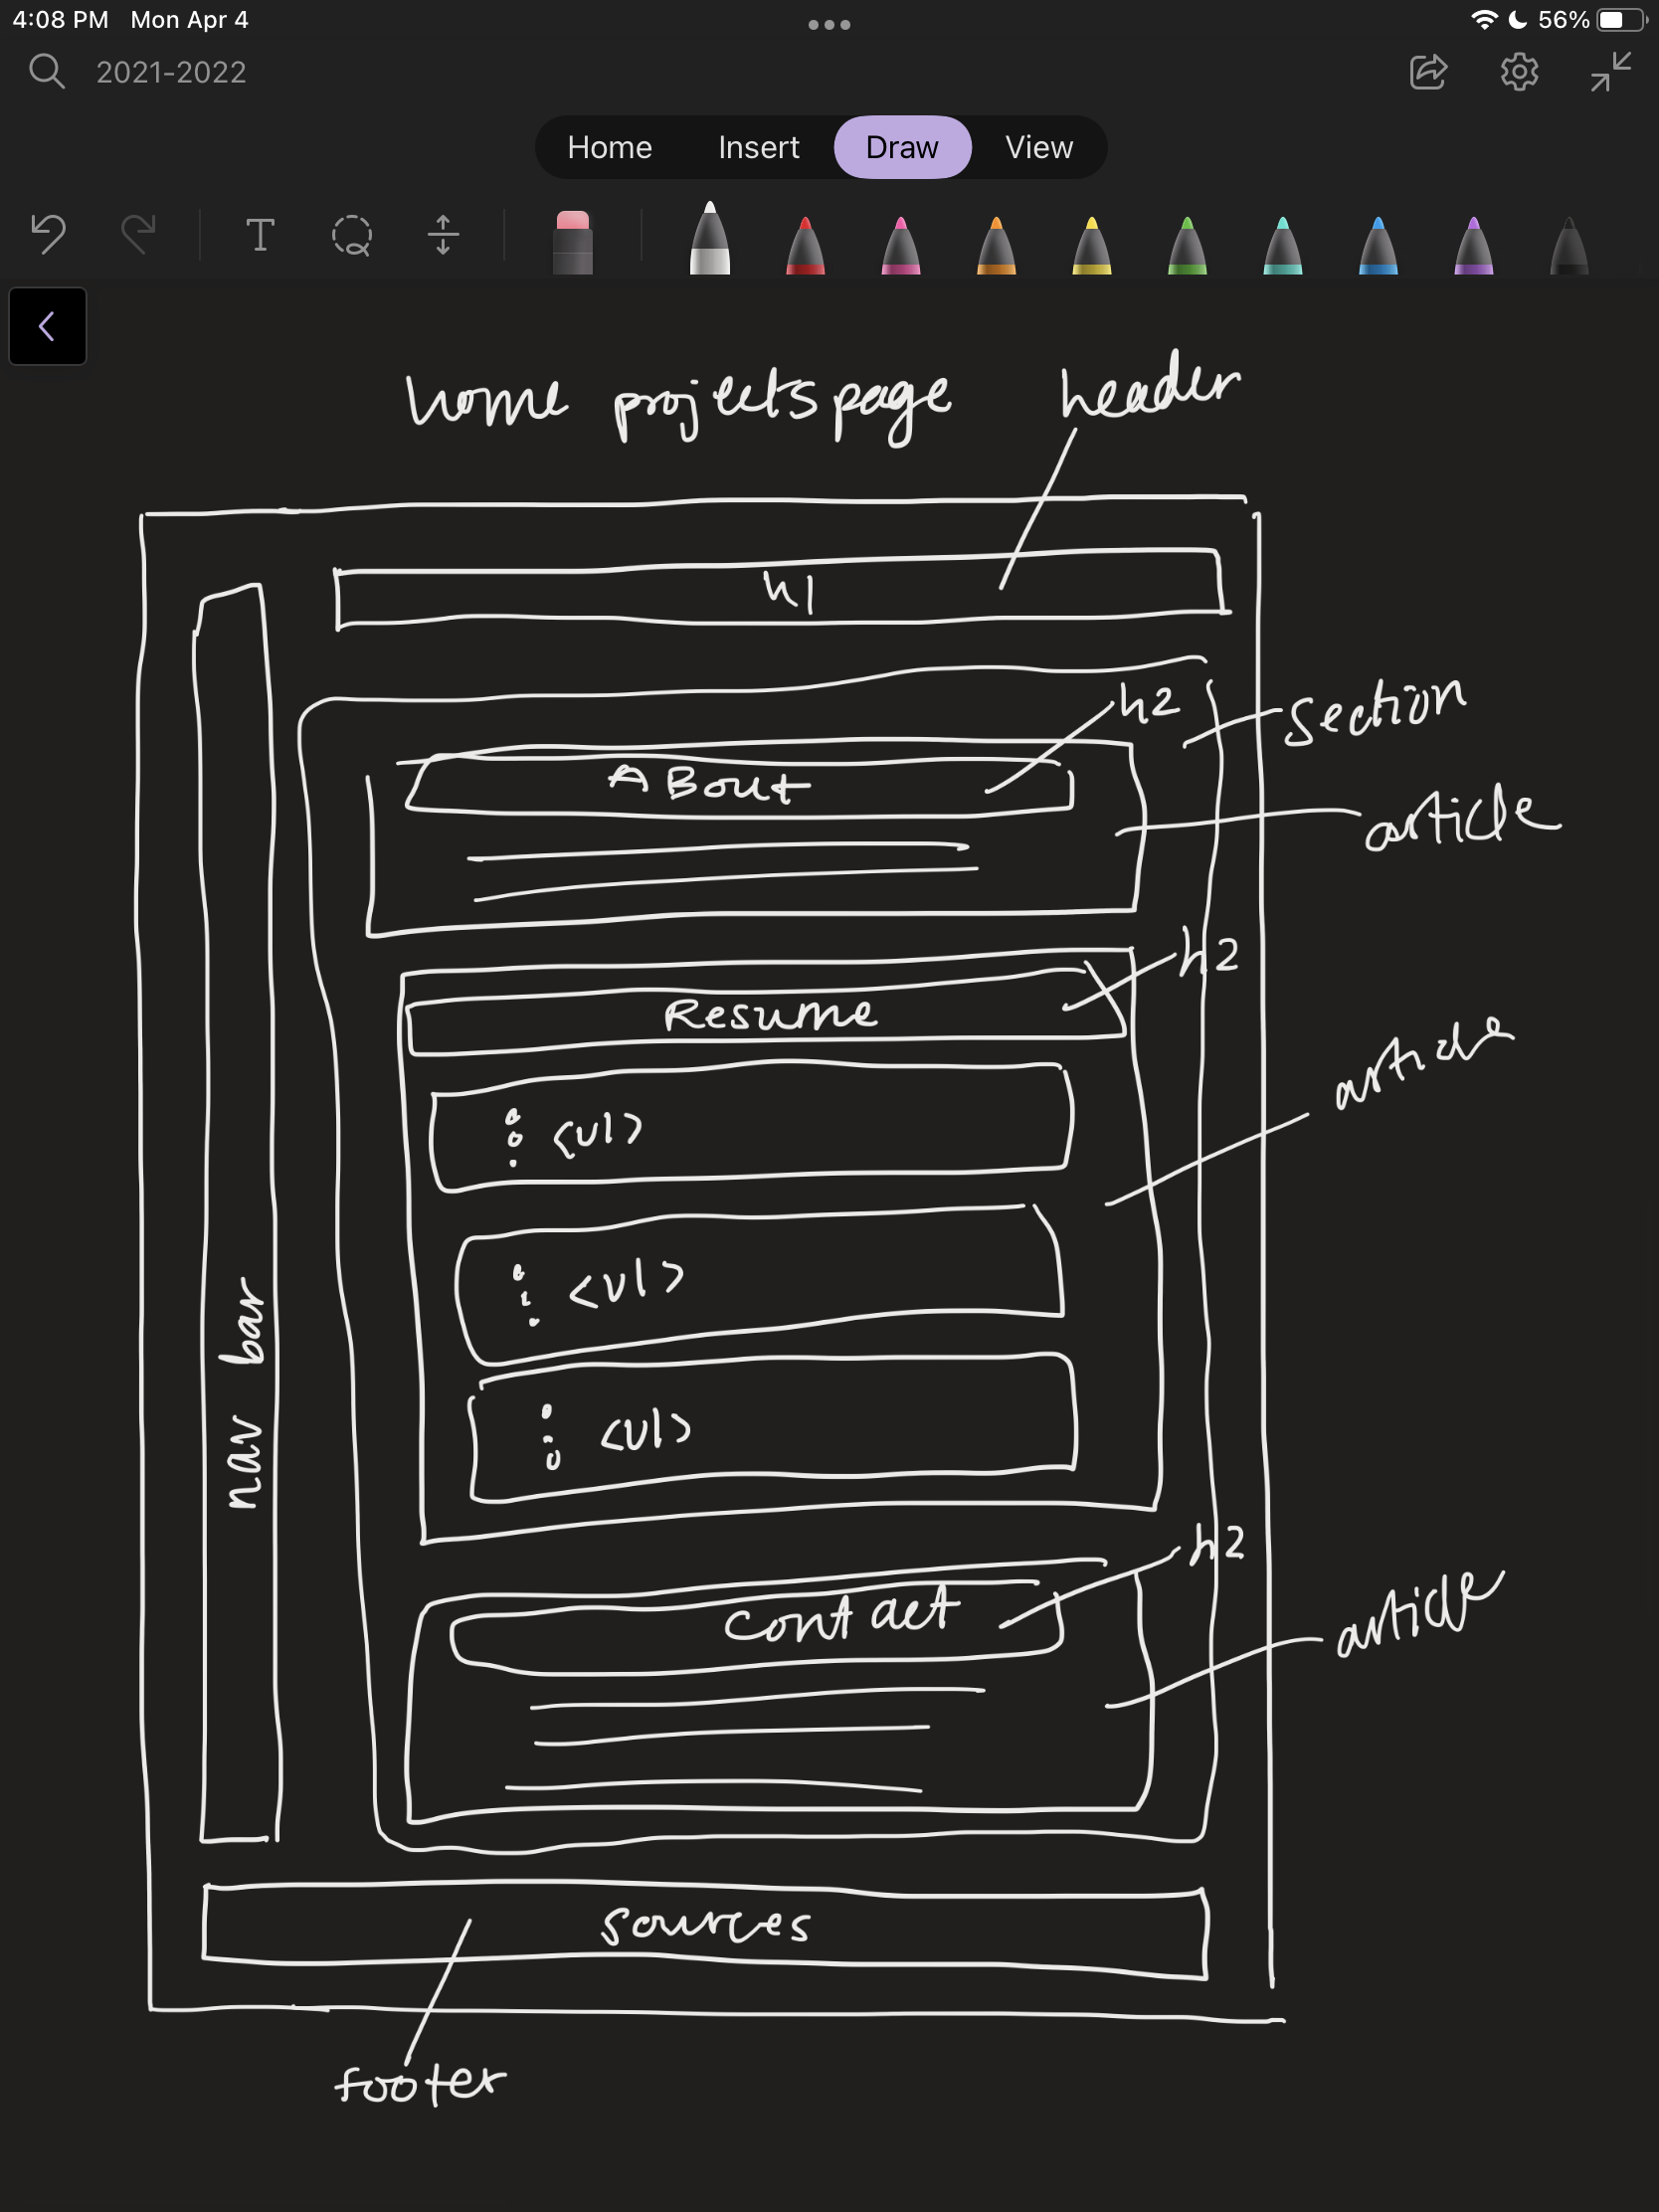 4:08 PM Mon Apr 4
56%
2021-2022
Home Insert Draw View
T
home projects page
header
h1
h2
section
About
article
h2
Resume
article
<ul>
<ul>
nav bar
<ul>
h2
article
contact
sources
footer